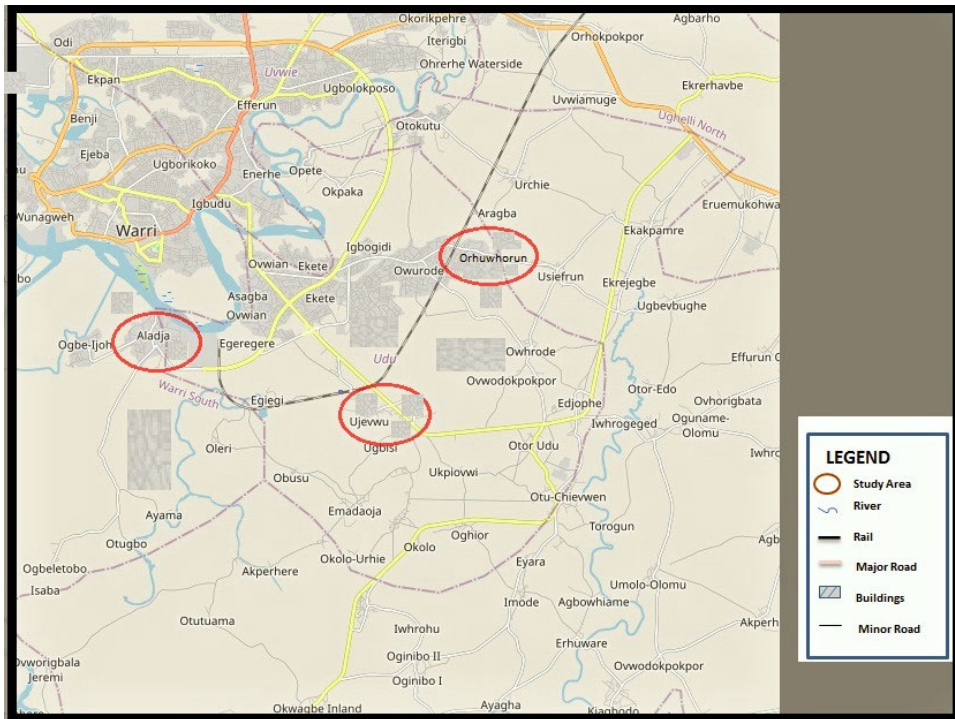 Okorikpehre
Agbarho
Odi
Iterigbi
Orhokpokpor
Uvwie
Ohrerhe Waterside
Ekpan
Ugbolokposo
Ekrerhavbe
Efferun
Uvwiamuge
Benji
Otokutu
Ughelli North
Ejeba
Ugborikoko
Enerhe
Opete
Urchie
Okpaka
Igbudu
Eruemukohwa
Wunagweh
Aragba
Warri
Ekakpamre
Igbogidi
Orhuwhorun
Ovwian
Ekete
Owurode
Usiefrun
Ekrejegbe
bo
Asagba
Ekete
Ugbevbughe
Ovwian
Aladja
Ogbe-Ijoh
Egeregere
Owhrode
Udu
Effurun O
Ovwodokpokpor
Warri South
Egiegi
Otor-Edo
Edjophe
Ovhorigbata
Ujevwu
Iwhrogeged
Oguname-
Olomu
Oleri
Ugbisi
Otor Udu
Iwhro
Obusu
Ukpiovwi
Otu-Chievwen
Ayama
Emadaoja
Torogun
Otugbo
Oghior
Okolo
Agb
Okolo-Urhie
Eyara
Ogbeletobo
Akperhere
Umolo-Olomu
Isaba
Imode
Agbowhiame
Otutuama
Akperh
Iwhrohu
Erhuware
Ovworigbala
Jeremi
Oginibo II
Ovwodokpokpor
Oginibo I
Okwagbe Inland
Ayagha
Kiagbodo
LEGEND
Study Area
River
Rail
Major Road
Buildings
Minor Road